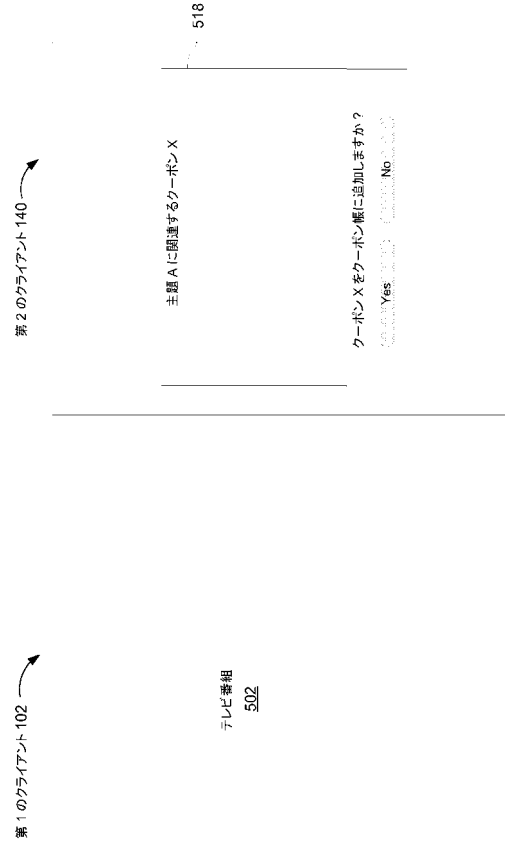 第 1 のクライアント 102
テレビ番組
502
第 2 のクライアント 140
518
主題 A に関連するクーポン X
クーポン X をクーポン帳に追加しますか？
Yes
No